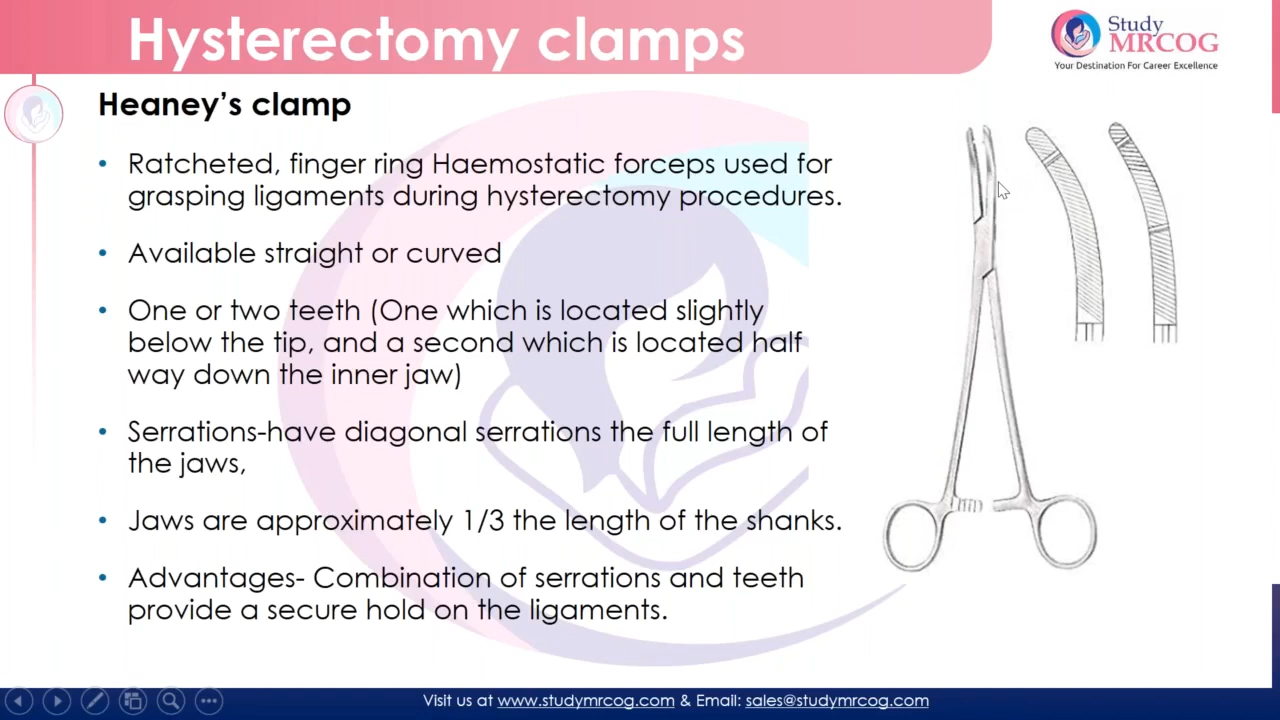 Hysterectomy clamps
Study
MRCOG
Your Destination For Career Excellence
Heaney’s clamp
• Ratcheted, finger ring Haemostatic forceps used for
grasping ligaments during hysterectomy procedures.
• Available straight or curved
• One or two teeth (One which is located slightly
below the tip, and a second which is located half
way down the inner jaw)
• Serrations-have diagonal serrations the full length of
the jaws,
• Jaws are approximately 1/3 the length of the shanks.
• Advantages- Combination of serrations and teeth
provide a secure hold on the ligaments.
Visit us at www.studymrcog.com & Email: sales@studymrcog.com